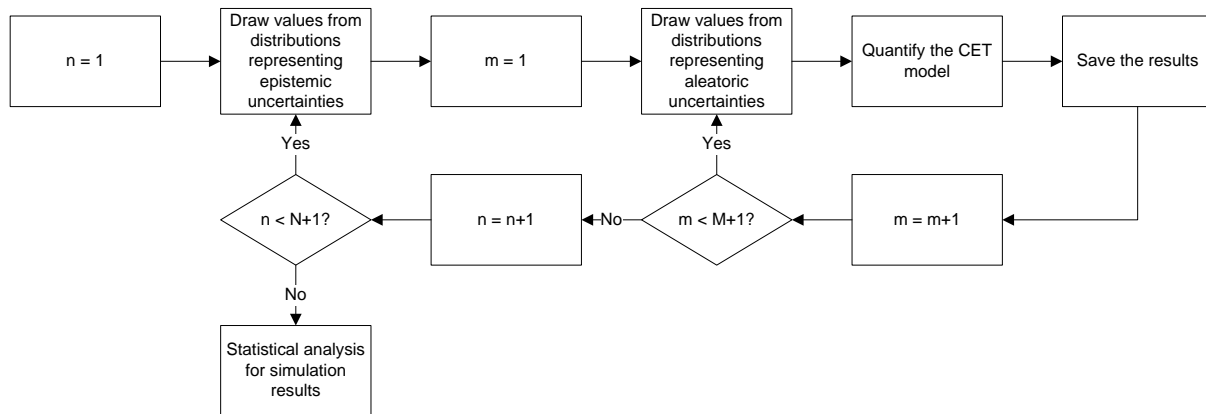 n = 1
Draw values from
distributions
representing
epistemic
uncertainties
m = 1
Draw values from
distributions
representing
aleatoric
uncertainties
Quantify the CET
model
Save the results
Yes
Yes
n < N+1?
n = n+1
No
m < M+1?
m = m+1
No
Statistical analysis
for simulation
results